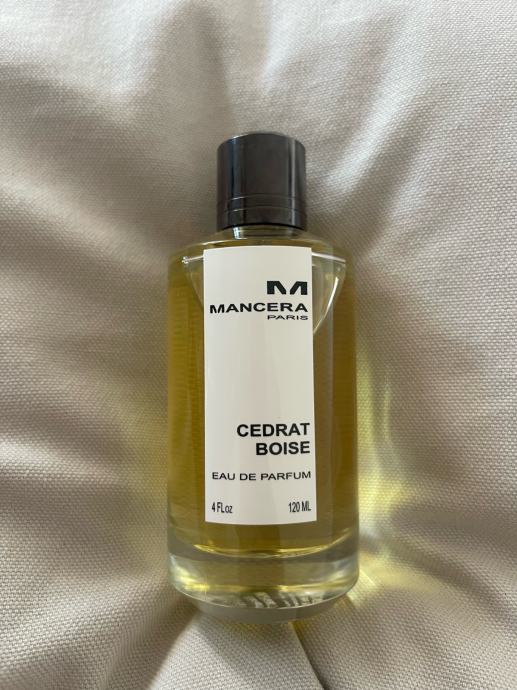 M
MANCERA
PARIS
CEDRAT
BOISE
EAU DE PARFUM
4 FLoz 120 ML